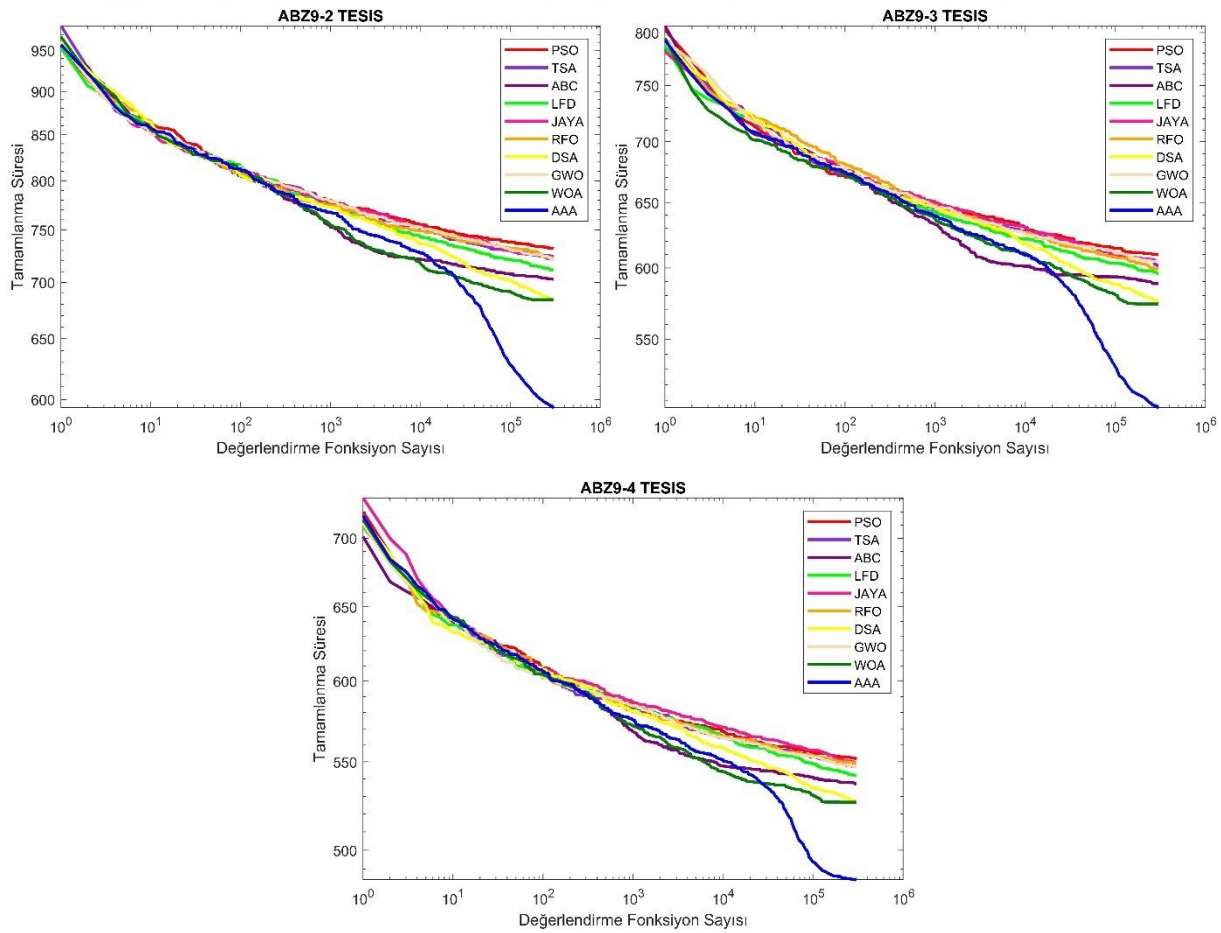 ABZ9-2 TESIS
Tamamlanma Süresi
950
900
850
800
750
700
650
600
10^0
10^1
10^2
10^3
10^4
10^5
10^6
Değerlendirme Fonksiyon Sayısı
PSO
TSA
ABC
LFD
JAYA
RFO
DSA
GWO
WOA
AAA
ABZ9-3 TESIS
Tamamlanma Süresi
800
750
700
650
600
550
10^0
10^1
10^2
10^3
10^4
10^5
10^6
Değerlendirme Fonksiyon Sayısı
PSO
TSA
ABC
LFD
JAYA
RFO
DSA
GWO
WOA
AAA
ABZ9-4 TESIS
Tamamlanma Süresi
700
650
600
550
500
10^0
10^1
10^2
10^3
10^4
10^5
10^6
Değerlendirme Fonksiyon Sayısı
PSO
TSA
ABC
LFD
JAYA
RFO
DSA
GWO
WOA
AAA